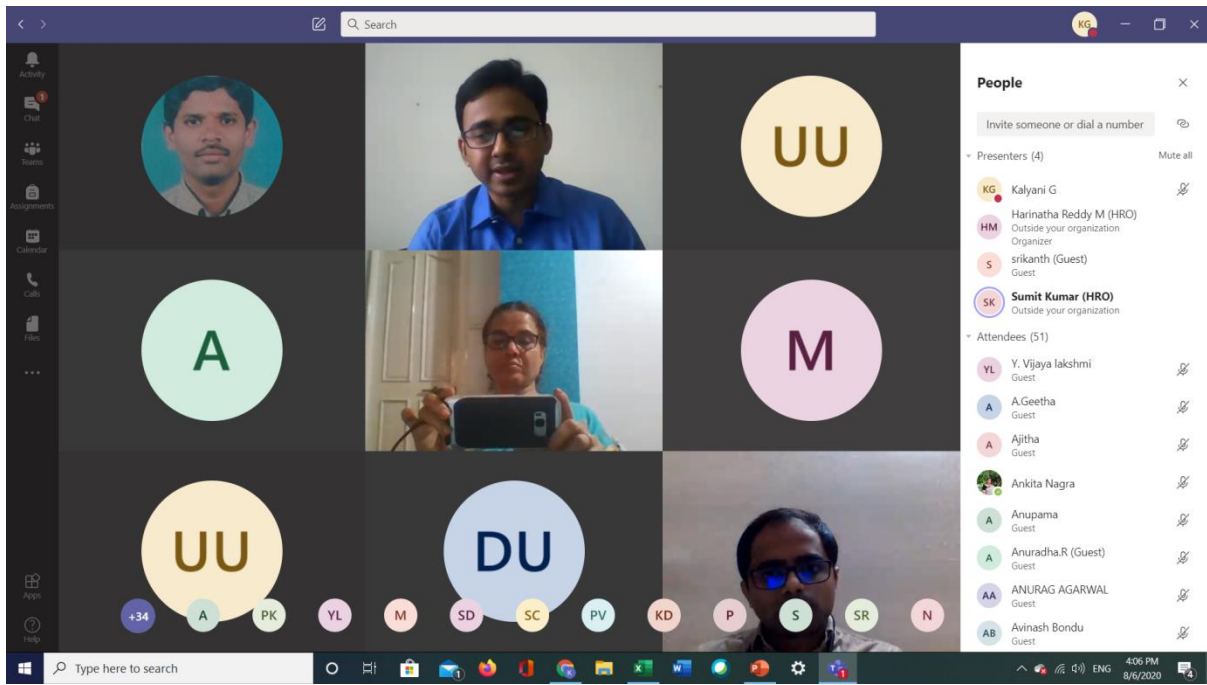 Search
KG
Activity
1
Chat
Teams
Assignments
Calendar
Calls
Files
Apps
Help
UU
A
M
UU
DU
+34
A
PK
YL
M
SD
SC
PV
KD
P
S
SR
N
People
Invite someone or dial a number
Presenters (4) Mute all
KG Kalyani G
HM Harinatha Reddy M (HRO)
Outside your organization
Organizer
S srikanth (Guest)
Guest
SK Sumit Kumar (HRO)
Outside your organization
Attendees (51)
YL Y. Vijaya lakshmi
Guest
A A.Geetha
Guest
A Ajitha
Guest
Ankita Nagra
A Anupama
Guest
A Anuradha.R (Guest)
Guest
AA ANURAG AGARWAL
Guest
AB Avinash Bondu
Guest
Type here to search
ENG
4:06 PM
8/6/2020